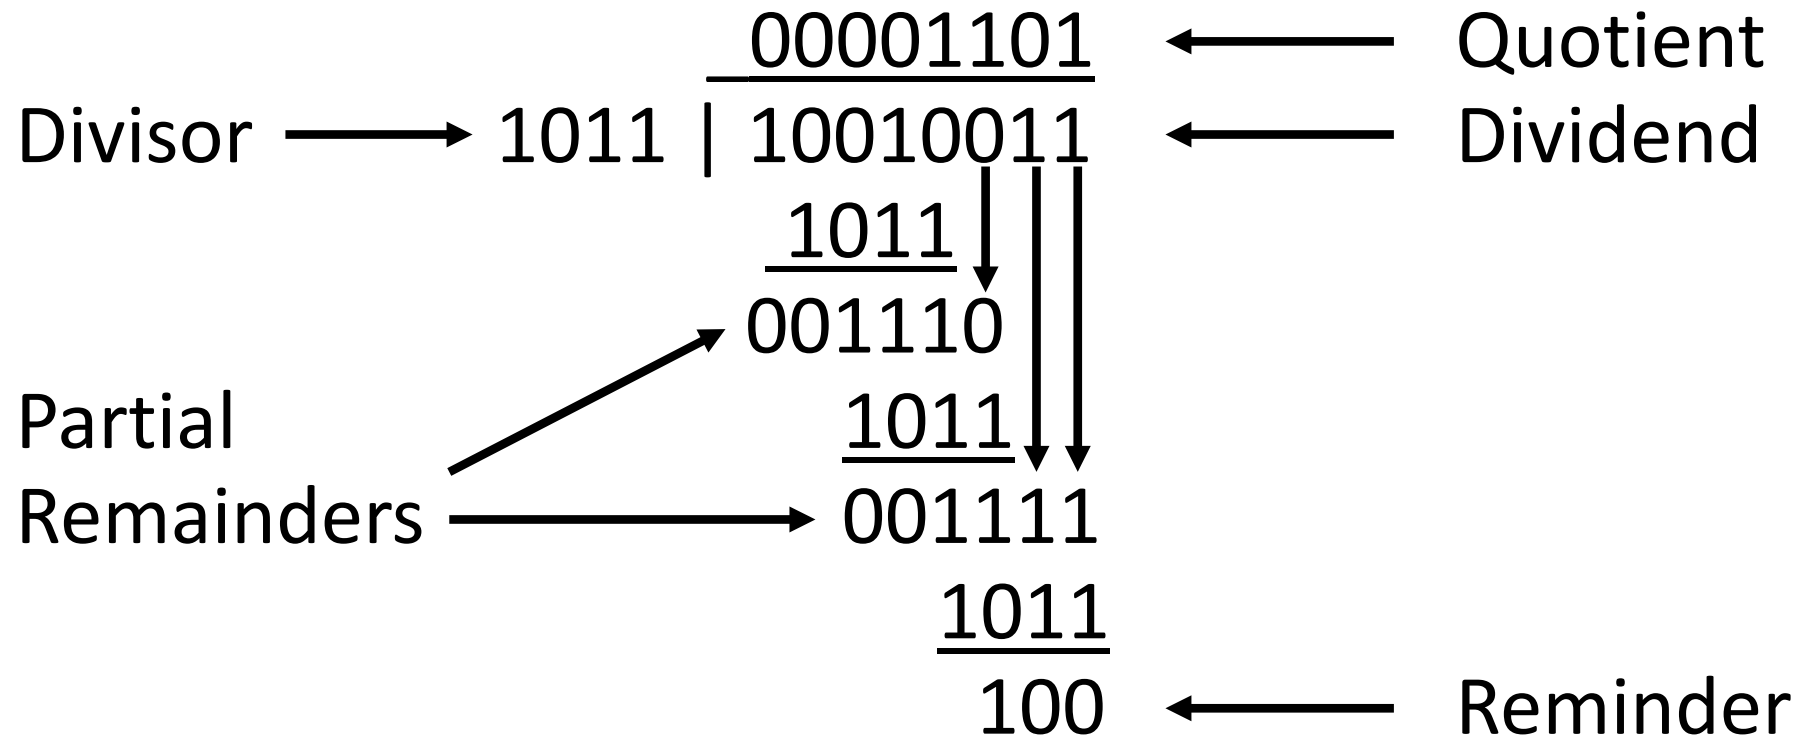 00001101 Quotient
Divisor 1011 | 10010011 Dividend
1011
001110
Partial
1011
Remainders 001111
1011
100 Reminder